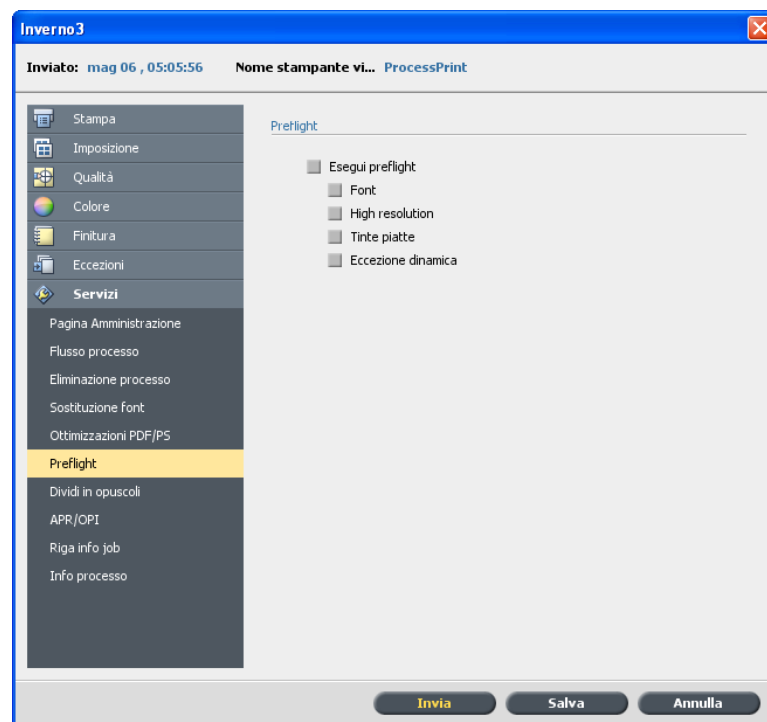 Inverno3
Inviato: mag 06 , 05:05:56 Nome stampante vi... ProcessPrint
Stampa
Imposizione
Qualità
Colore
Finitura
Eccezioni
Servizi
Pagina Amministrazione
Flusso processo
Eliminazione processo
Sostituzione font
Ottimizzazioni PDF/PS
Preflight
Dividi in opuscoli
APR/OPI
Riga info job
Info processo
Preflight
Esegui preflight
Font
High resolution
Tinte piatte
Eccezione dinamica
Invia Salva Annulla